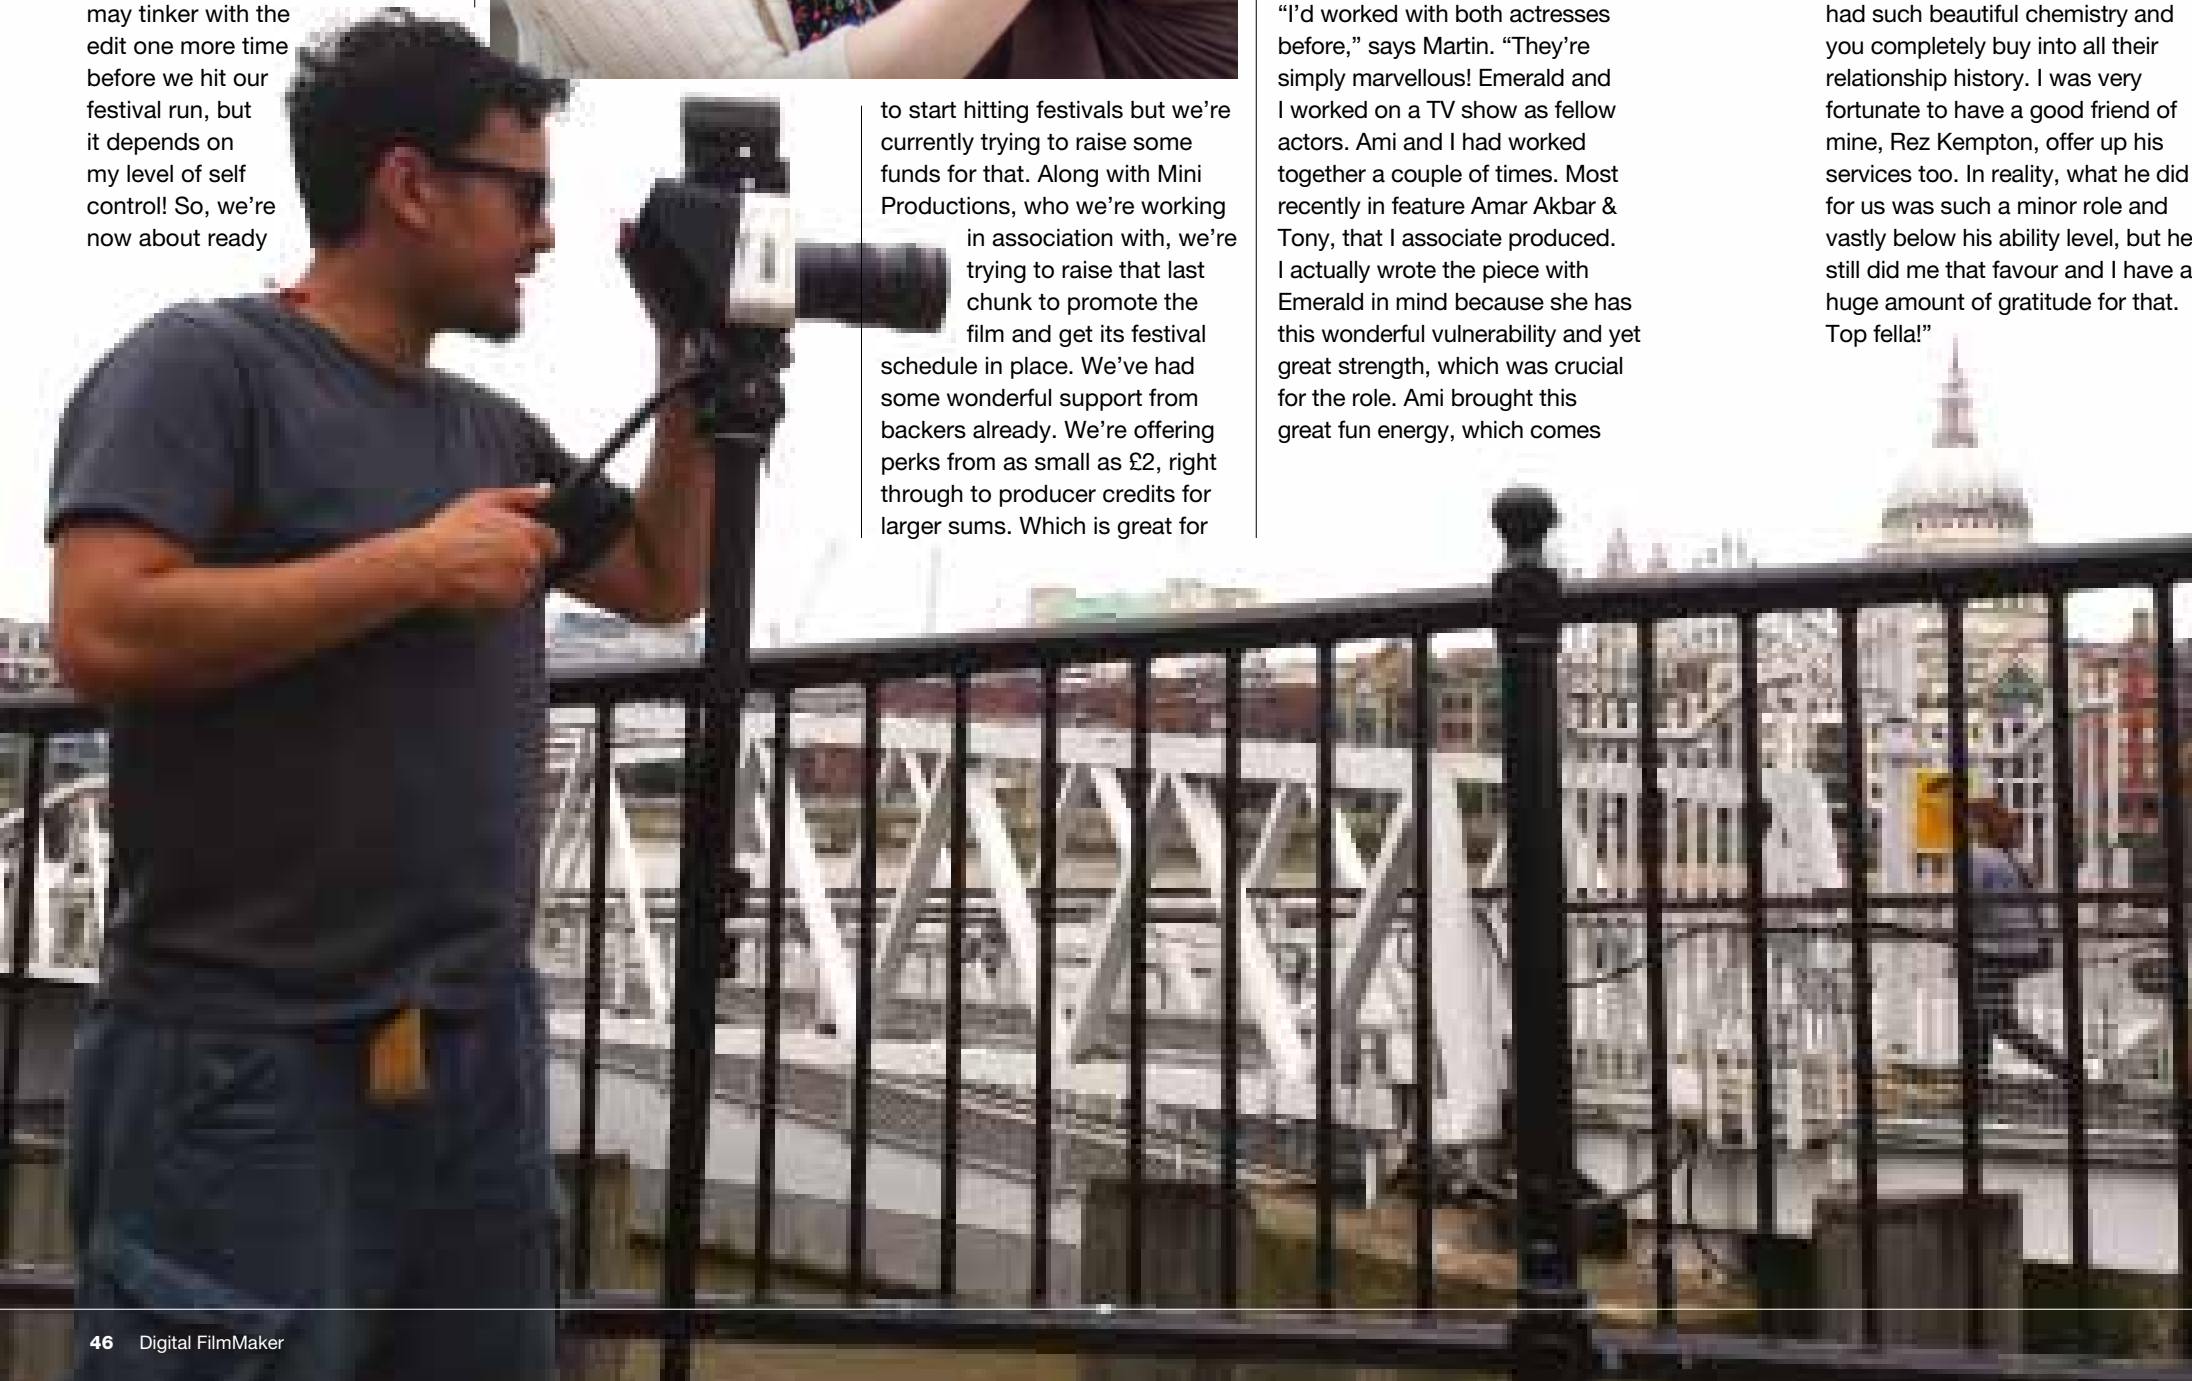 may tinker with the
edit one more time
before we hit our
festival run, but
it depends on
my level of self
control! So, we’re
now about ready
to start hitting festivals but we’re
currently trying to raise some
funds for that. Along with Mini
Productions, who we’re working
in association with, we’re
trying to raise that last
chunk to promote the
film and get its festival
schedule in place. We’ve had
some wonderful support from
backers already. We’re offering
perks from as small as £2, right
through to producer credits for
larger sums. Which is great for
“I’d worked with both actresses
before,” says Martin. “They’re
simply marvellous! Emerald and
I worked on a TV show as fellow
actors. Ami and I had worked
together a couple of times. Most
recently in feature Amar Akbar &
Tony, that I associate produced.
I actually wrote the piece with
Emerald in mind because she has
this wonderful vulnerability and yet
great strength, which was crucial
for the role. Ami brought this
great fun energy, which comes
had such beautiful chemistry and
you completely buy into all their
relationship history. I was very
fortunate to have a good friend of
mine, Rez Kempton, offer up his
services too. In reality, what he did
for us was such a minor role and
vastly below his ability level, but he
still did me that favour and I have a
huge amount of gratitude for that.
Top fella!”
46 Digital FilmMaker